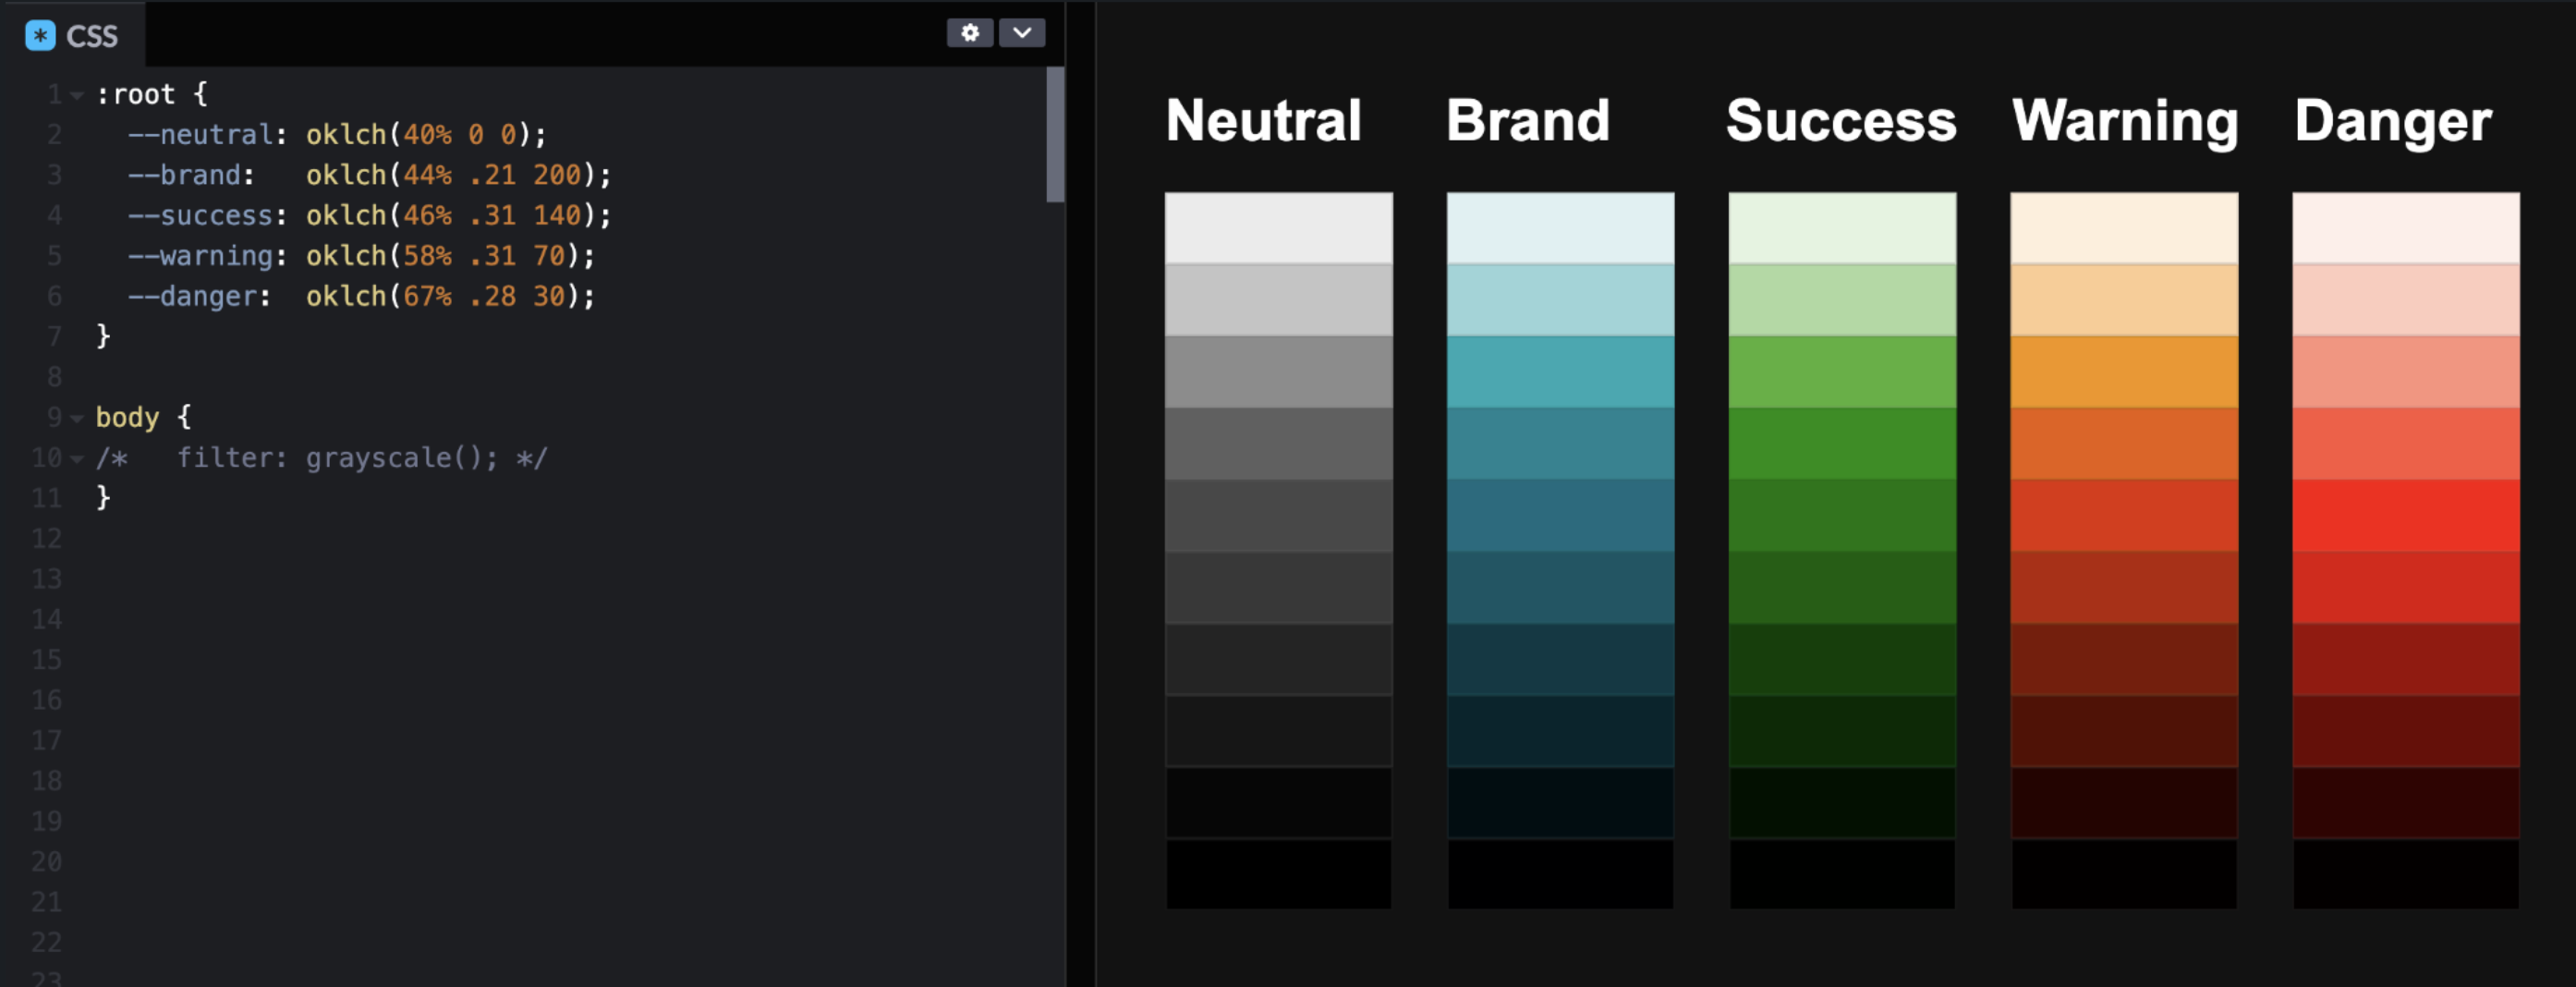 * CSS
1 :root {
2 --neutral: oklch(40% 0 0);
3 --brand:   oklch(44% .21 200);
4 --success: oklch(46% .31 140);
5 --warning: oklch(58% .31 70);
6 --danger:  oklch(67% .28 30);
7 }
8
9 body {
10 /*   filter: grayscale(); */
11 }
12
13
14
15
16
17
18
19
20
21
22
23
Neutral Brand Success Warning Danger